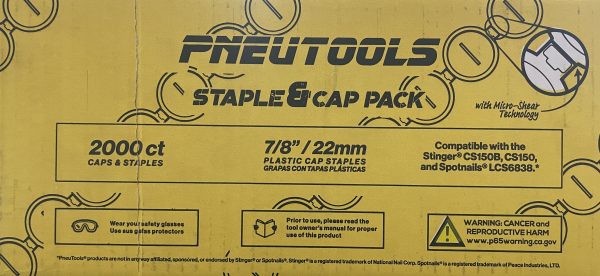 PNEUTOOLS
STAPLE & CAP PACK
with Micro-Shear
Technology
2000 ct
CAPS & STAPLES
7/8” / 22mm
PLASTIC CAP STAPLES
GRAPAS CON TAPAS PLÁSTICAS
Compatible with the
Stinger® CS150B, CS150,
and Spotnails® LCS6838.*
Wear your safety glasses
Use sus gafas protectors
Prior to use, please read the
tool owner's manual for proper
use of this product
WARNING: CANCER and
REPRODUCTIVE HARM
www.p65warning.ca.gov
*PneuTools® products are not in any way affiliated, sponsored, or endorsed by Stinger® or Spotnails®. Stinger® is a registered trademark of National Nail Corp. Spotnails® is a registered trademark of Peace Industries, LTD.